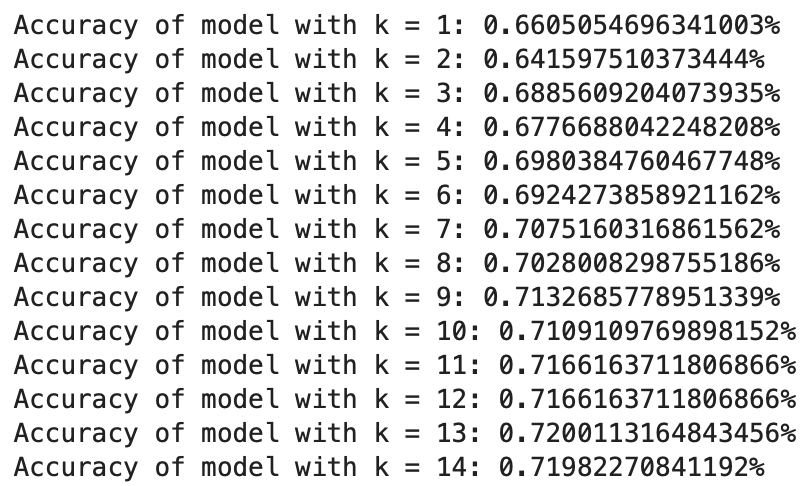 Accuracy of model with k = 1: 0.6605054696341003%
Accuracy of model with k = 2: 0.641597510373444%
Accuracy of model with k = 3: 0.6885609204073935%
Accuracy of model with k = 4: 0.6776688042248208%
Accuracy of model with k = 5: 0.6980384760467748%
Accuracy of model with k = 6: 0.6924273858921162%
Accuracy of model with k = 7: 0.7075160316861562%
Accuracy of model with k = 8: 0.7028008298755186%
Accuracy of model with k = 9: 0.7132685778951339%
Accuracy of model with k = 10: 0.7109109769898152%
Accuracy of model with k = 11: 0.7166163711806866%
Accuracy of model with k = 12: 0.7166163711806866%
Accuracy of model with k = 13: 0.7200113164843456%
Accuracy of model with k = 14: 0.71982270841192%